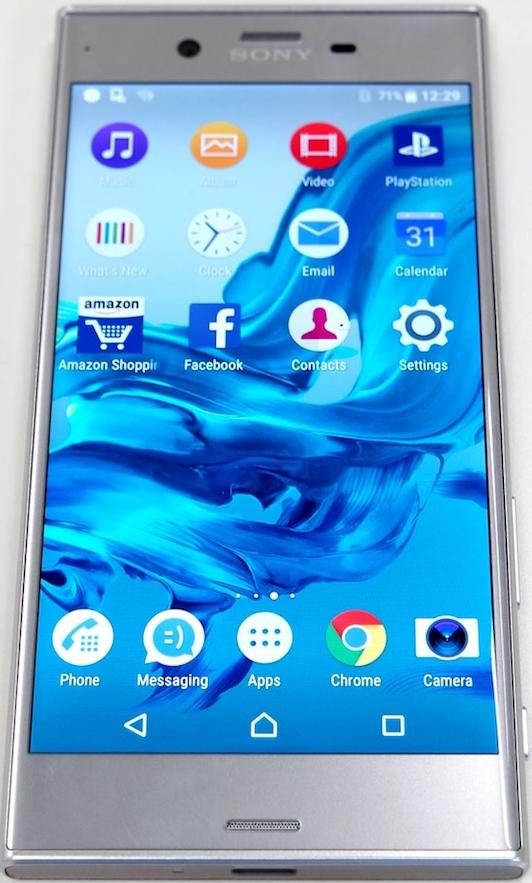 SONY
71% 12:29
Music Album Video PlayStation
31
What's New Clock Email Calendar
amazon
Amazon Shoppi Facebook Contacts Settings
Phone Messaging Apps Chrome Camera